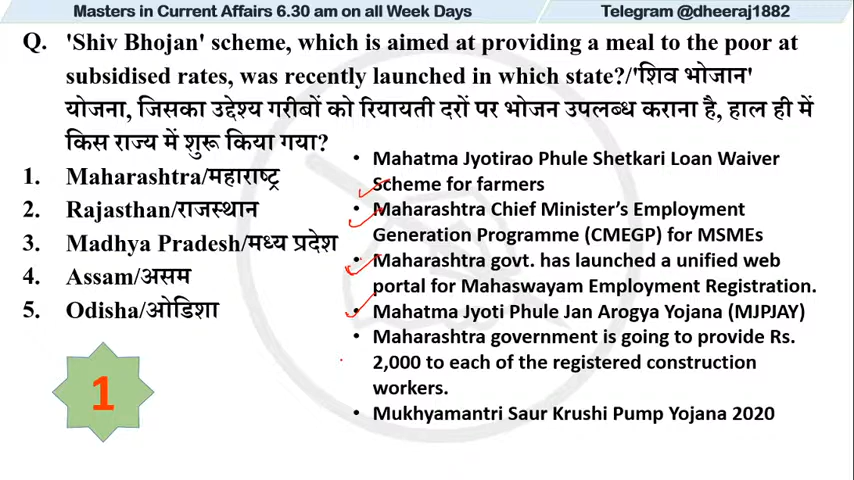 Masters in Current Affairs 6.30 am on all Week Days
Telegram @dheeraj1882
Q. 'Shiv Bhojan' scheme, which is aimed at providing a meal to the poor at
subsidised rates, was recently launched in which state?/'शिव भोजान'
योजना, जिसका उद्देश्य गरीबों को रियायती दरों पर भोजन उपलब्ध कराना है, हाल ही में
किस राज्य में शुरू किया गया?
1. Maharashtra/महाराष्ट्र
2. Rajasthan/राजस्थान
3. Madhya Pradesh/मध्य प्रदेश
4. Assam/असम
5. Odisha/ओडिशा
• Mahatma Jyotirao Phule Shetkari Loan Waiver
Scheme for farmers
• Maharashtra Chief Minister's Employment
Generation Programme (CMEGP) for MSMEs
• Maharashtra govt. has launched a unified web
portal for Mahaswayam Employment Registration.
• Mahatma Jyoti Phule Jan Arogya Yojana (MJPJAY)
• Maharashtra government is going to provide Rs.
2,000 to each of the registered construction
workers.
• Mukhyamantri Saur Krushi Pump Yojana 2020
1